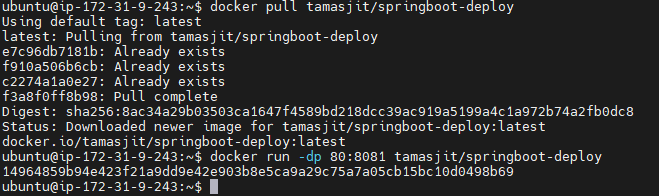 ubuntu@ip-172-31-9-243:~$ docker pull tamasjit/springboot-deploy
Using default tag: latest
latest: Pulling from tamasjit/springboot-deploy
e7c96db7181b: Already exists
f910a506b6cb: Already exists
c2274a1a0e27: Already exists
f3a8f0ff8b98: Pull complete
Digest: sha256:8ac34a29b03503ca1647f4589bd218dcc39ac919a5199a4c1a972b74a2fb0dc8
Status: Downloaded newer image for tamasjit/springboot-deploy:latest
docker.io/tamasjit/springboot-deploy:latest
ubuntu@ip-172-31-9-243:~$ docker run -dp 80:8081 tamasjit/springboot-deploy
14964859b94e423f21a9dd9e42e903b8e5ca9a29c75a7a05cb15bc10d0498b69
ubuntu@ip-172-31-9-243:~$